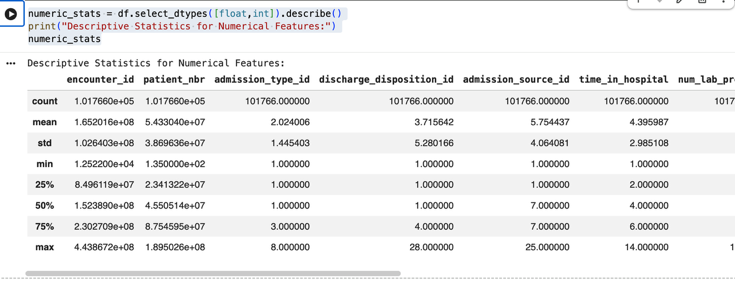 numeric_stats = df.select_dtypes([float,int]).describe()
print("Descriptive Statistics for Numerical Features:")
numeric_stats
Descriptive Statistics for Numerical Features:
encounter_id patient_nbr admission_type_id discharge_disposition_id admission_source_id time_in_hospital num_lab_pr
count 1.017660e+05 1.017660e+05 101766.000000 101766.000000 101766.000000 101766.000000 1017
mean 1.652016e+08 5.433040e+07 2.024006 3.715642 5.754437 4.395987
std 1.026403e+08 3.869636e+07 1.445403 5.280166 4.064081 2.985108
min 1.252200e+04 1.350000e+02 1.000000 1.000000 1.000000 1.000000
25% 8.496119e+07 2.341322e+07 1.000000 1.000000 1.000000 2.000000
50% 1.523890e+08 4.550514e+07 1.000000 1.000000 7.000000 4.000000
75% 2.302709e+08 8.754595e+07 3.000000 4.000000 7.000000 6.000000
max 4.438672e+08 1.895026e+08 8.000000 28.000000 25.000000 14.000000 1